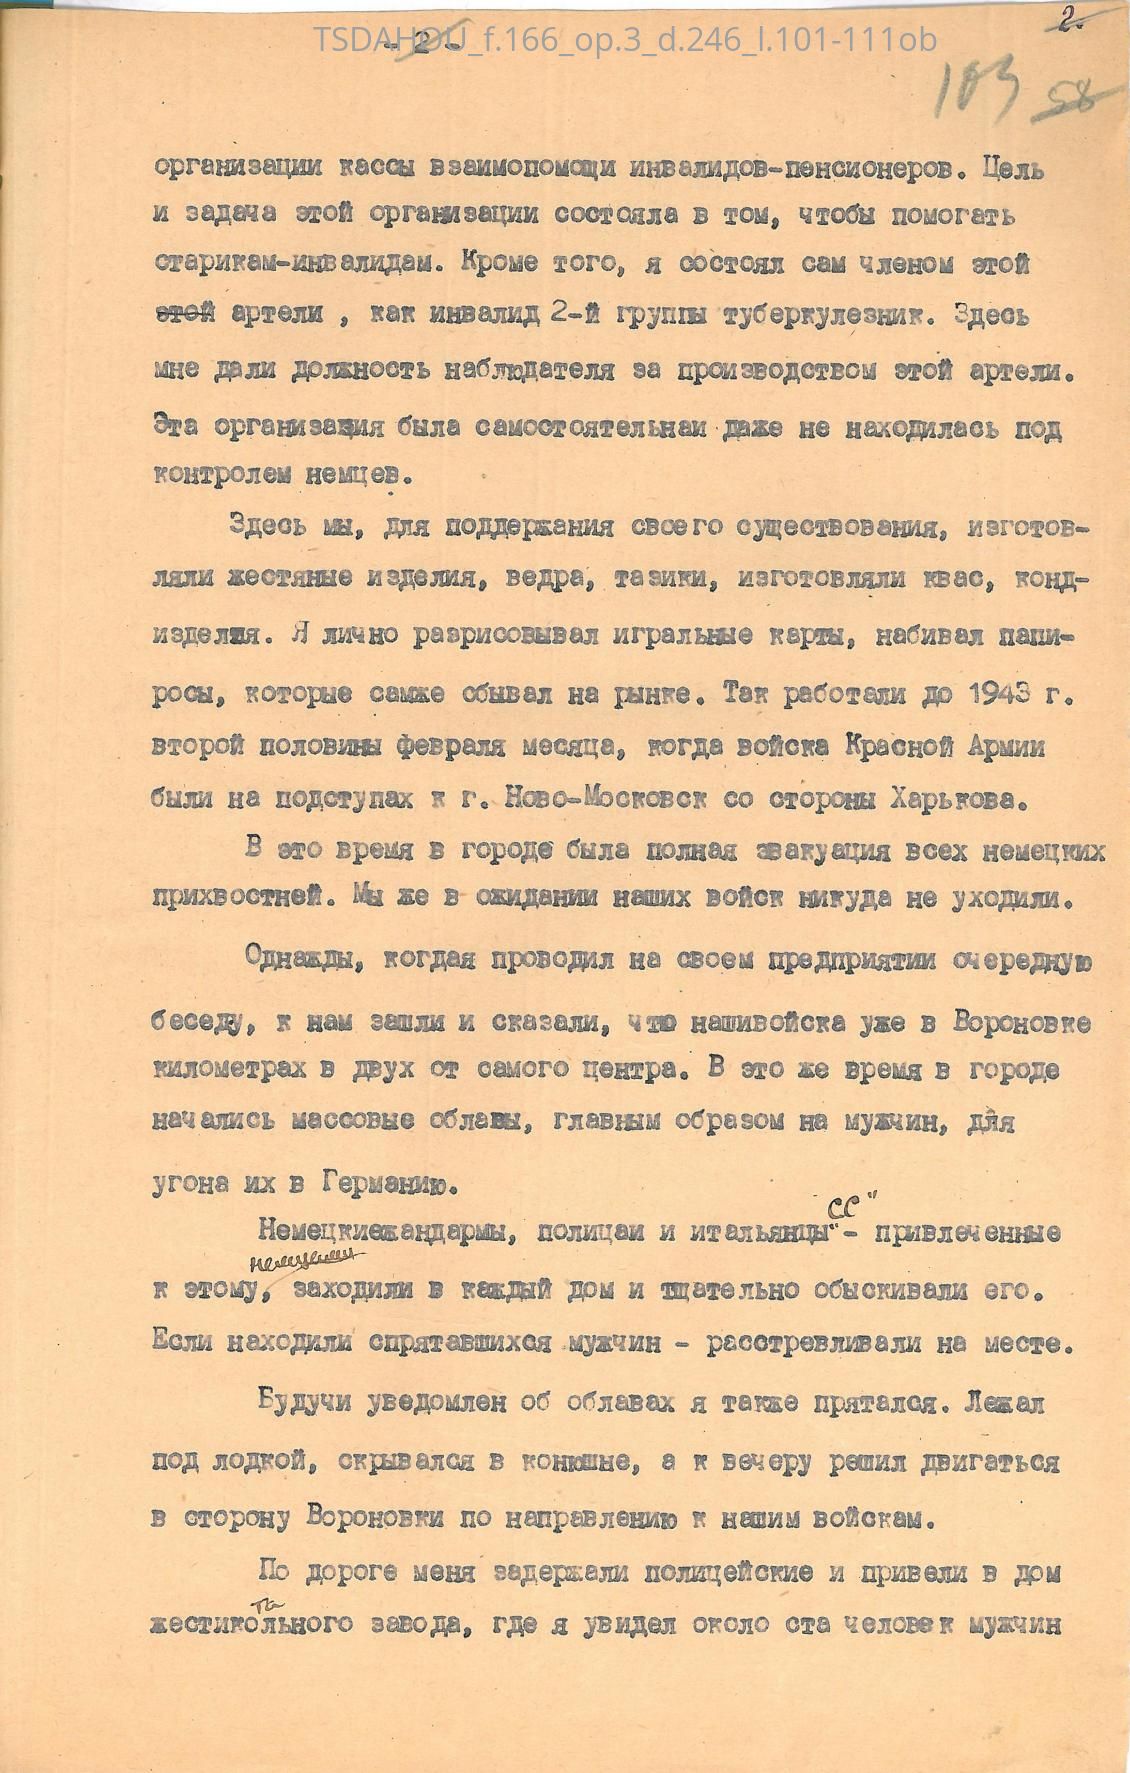 2.
TSDAHOU_f.166_op.3_d.246_l.101-111ob
- 2 -
103 58
организации кассы взаимопомощи инвалидов-пенсионеров. Цель
и задача этой организации состояла в том, чтобы помогать
старикам-инвалидам. Кроме того, я состоял сам членом этой
этой артели , как инвалид 2-й группы туберкулезник. Здесь
мне дали должность наблюдателя за производством этой артели.
Эта организация была самостоятельнаи даже не находилась под
контролем немцев.
Здесь мы, для поддержания своего существования, изготов-
ляли жестяные изделия, ведра, тазики, изготовляли квас, конд-
изделия. Я лично разрисовывал игральные карты, набивал папи-
росы, которые самже сбывал на рынке. Так работали до 1943 г.
второй половины февраля месяца, когда войска Красной Армии
были на подступах к г. Ново-Московск со стороны Харькова.
В это время в городе была полная эвакуация всех немецких
прихвостней. Мы же в ожидании наших войск никуда не уходили.
Однажды, когдая проводил на своем предприятии очередную
беседу, к нам зашли и сказали, что нашивойска уже в Вороновке
километрах в двух от самого центра. В это же время в городе
начались массовые облавы, главным образом на мужчин, для
угона их в Германию.
СС"
Немецкиежандармы, полицаи и итальянцы"- привлеченные
немцами
к этому, заходили в каждый дом и тщательно обыскивали его.
Если находили спрятавшихся мужчин - расстревливали на месте.
Будучи уведомлен об облавах я также прятался. Лежал
под лодкой, скрывался в конюшне, а к вечеру решил двигаться
в сторону Вороновки по направлению к нашим войскам.
По дороге меня задержали полицейские и привели в дом
та
жестикольного завода, где я увидел около ста человек мужчин